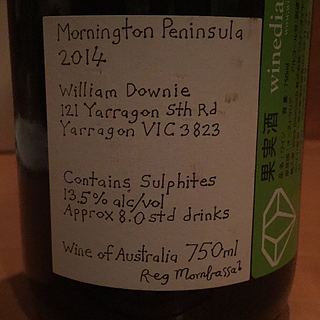 Mornington Peninsula
2014
William Downie
121 Yarragon Sth Rd
Yarragon VIC 3823
Contains Sulphites
13.5% alc/vol
Approx 8.0 std drinks
Wine of Australia 750ml
Reg Mombassa
winedia
果実酒